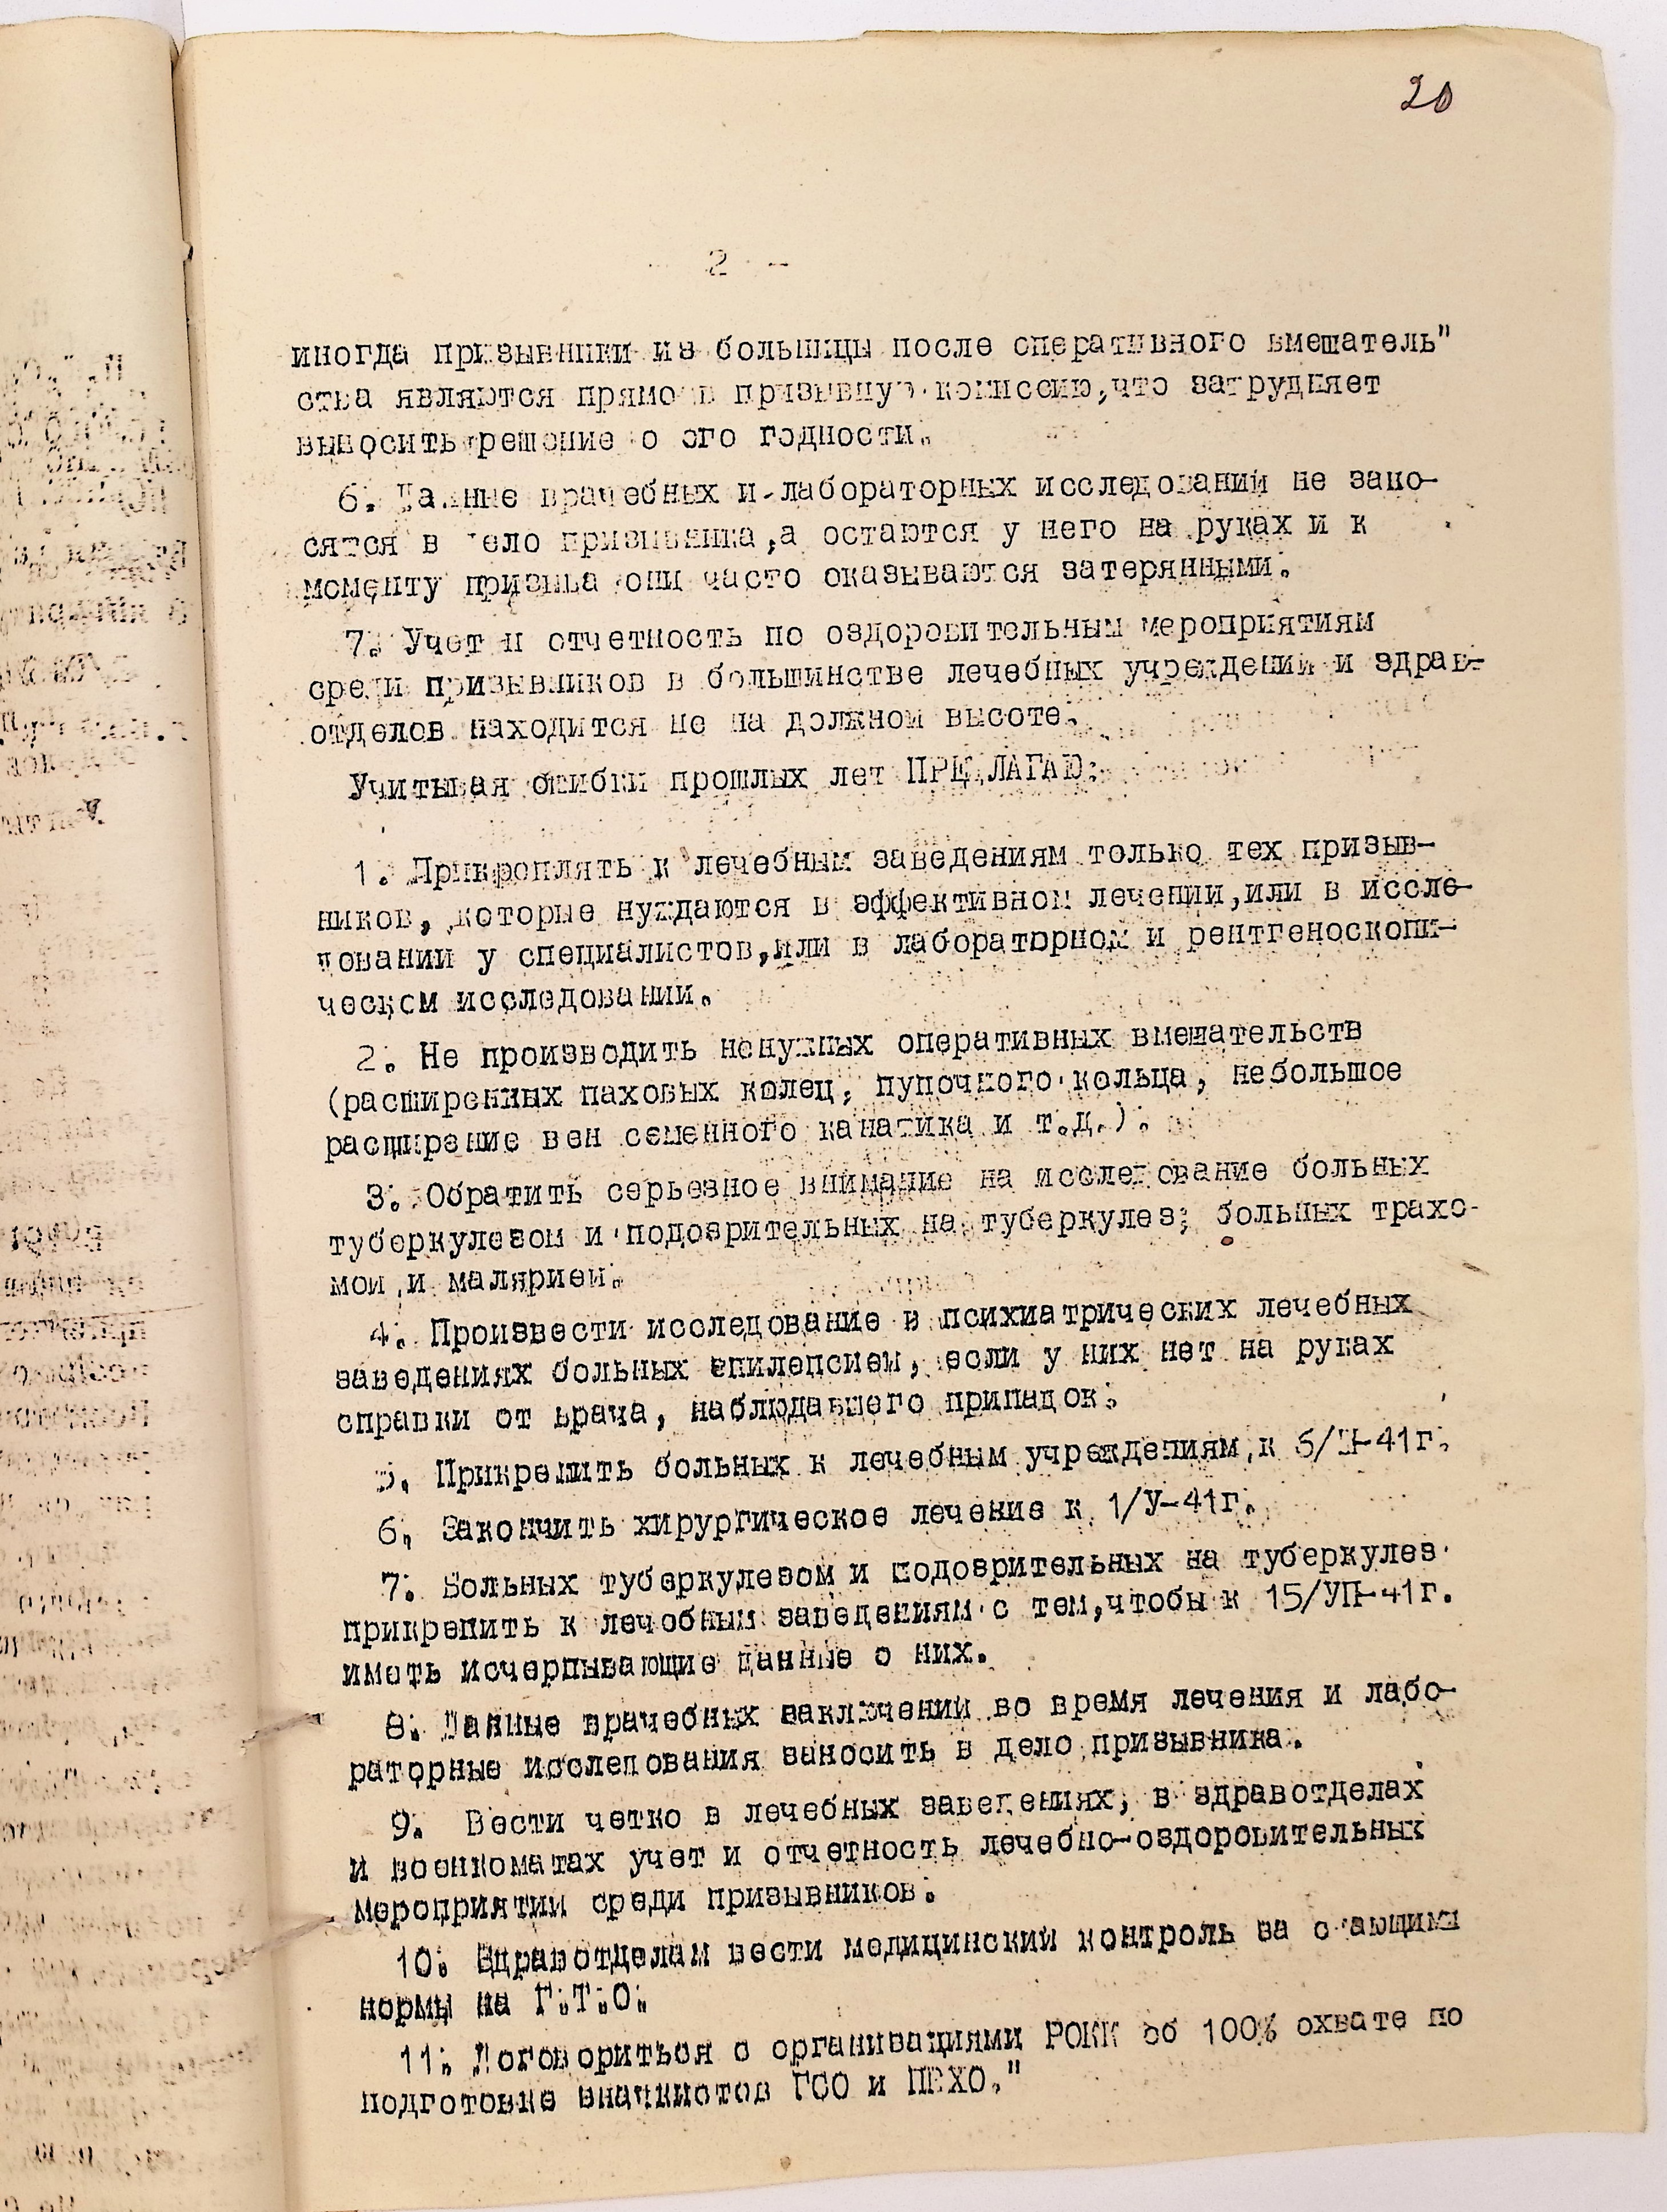 20
2 -
иногда призывники из больницы после оперативного вмешатель"
ства являются прямо в призывную комиссию,что затрудняет
выносить решение о его годности.
6. Данные врачебных и лабораторных исследований не зано-
сятся в дело призывника,а остаются у него на руках и к
моменту призыва они часто оказываются затерянными.
7. Учет и отчетность по оздоровительным мероприятиям
среди призывников в большинстве лечебных учреждений и здрав-
отделов находится не на должной высоте.
Учитывая ошибки прошлых лет ПРЕДЛАГАЮ:
1. Прикреплять к лечебным заведениям только тех призыв-
ников, которые нуждаются в эффективном лечении,или в иссле-
довании у специалистов,или в лабораторном и рентгеноскопи-
ческом исследовании.
2. Не производить ненужных оперативных вмешательств
(расширенных паховых колец, пупочного кольца, небольшое
расширение вен семенного канатика и т.д.).
3. Обратить серьезное внимание на исследование больных
туберкулезом и подозрительных на туберкулез; больных трахо-
мой и малярией.
4. Произвести исследование в психиатрических лечебных
заведениях больных епилепсией, если у них нет на руках
справки от врача, наблюдавшего припадок.
5. Прикрепить больных к лечебным учреждениям к
6. Закончить хирургическое лечение к 1/У-41г.
7. Больных туберкулезом и подозрительных на туберкулез
прикрепить к лечебным заведениям с тем,чтобы к 15/УП-41г.
иметь исчерпывающие данные о них.
8. Данные врачебных заключений во время лечения и лабо-
раторные исследования заносить в дело призывника.
9. Вести четко в лечебных заведениях, в здравотделах
и военкоматах учет и отчетность лечебно-оздоровительных
мероприятий среди призывников.
10. Здравотделам вести медицинский контроль за сдающими
нормы на Г.Т.О.
11. Договориться с организациями РОКК об 100% охвате по
подготовке значкистов ГСО и ПВХО."